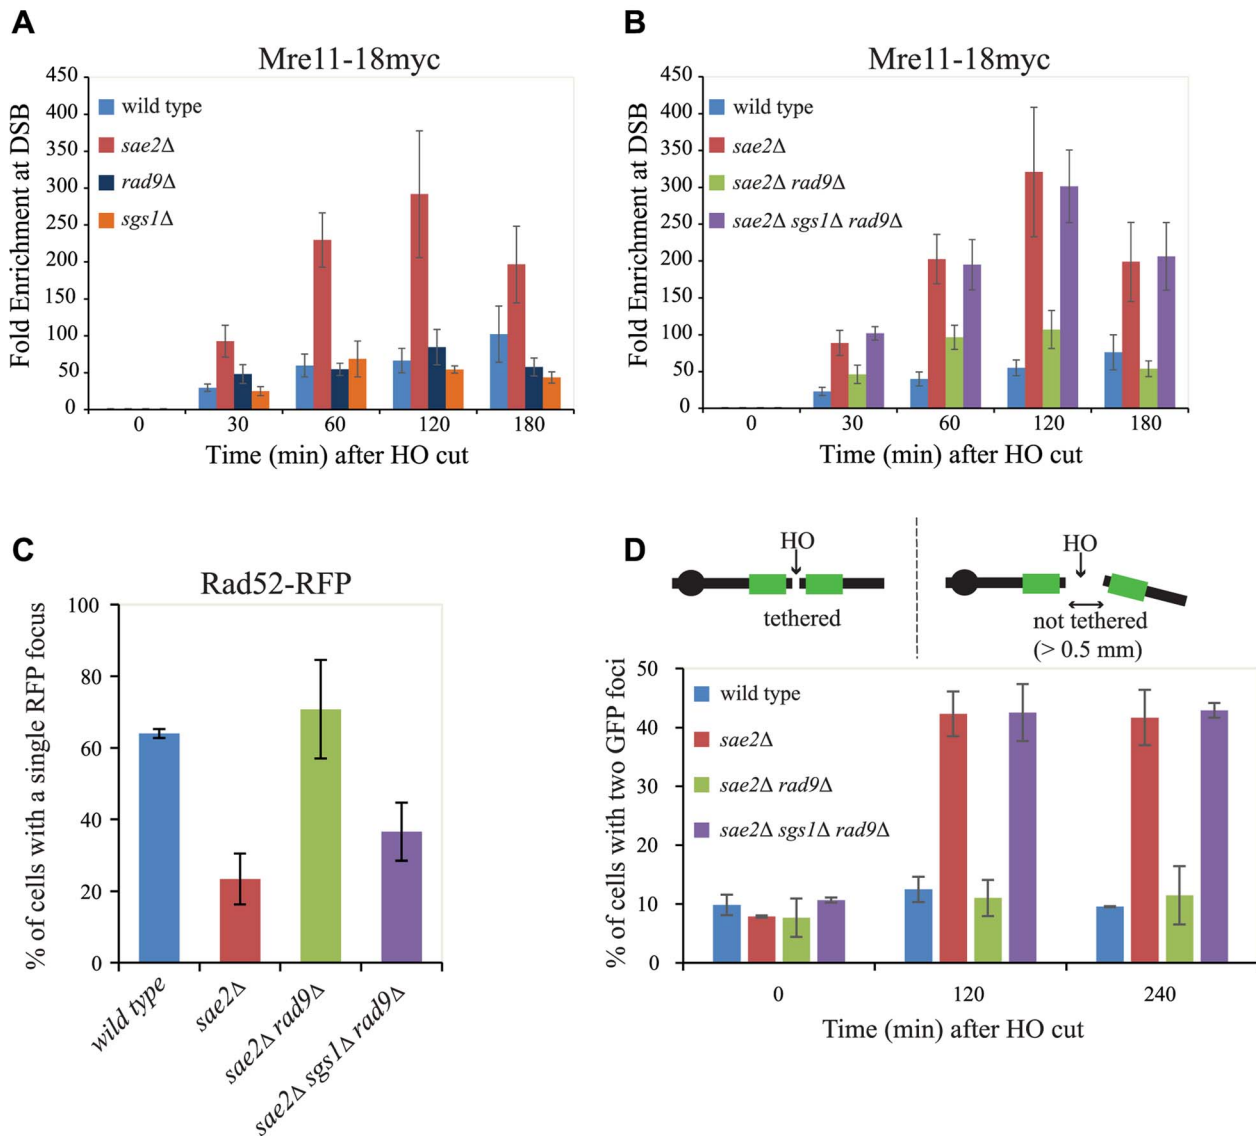 A
Mre11-18myc
Fold Enrichment at DSB
450
400
350
300
250
200
150
100
50
0
wild type
sae2Δ
rad9Δ
sgs1Δ
0 30 60 120 180
Time (min) after HO cut
B
Mre11-18myc
Fold Enrichment at DSB
450
400
350
300
250
200
150
100
50
0
wild type
sae2Δ
sae2Δ rad9Δ
sae2Δ sgs1Δ rad9Δ
0 30 60 120 180
Time (min) after HO cut
C
Rad52-RFP
% of cells with a single RFP focus
100
80
60
40
20
0
wild type
sae2Δ
sae2Δ rad9Δ
sae2Δ sgs1Δ rad9Δ
D
HO
tethered
HO
not tethered
(> 0.5 mm)
% of cells with two GFP foci
50
40
30
20
10
0
wild type
sae2Δ
sae2Δ rad9Δ
sae2Δ sgs1Δ rad9Δ
0 120 240
Time (min) after HO cut